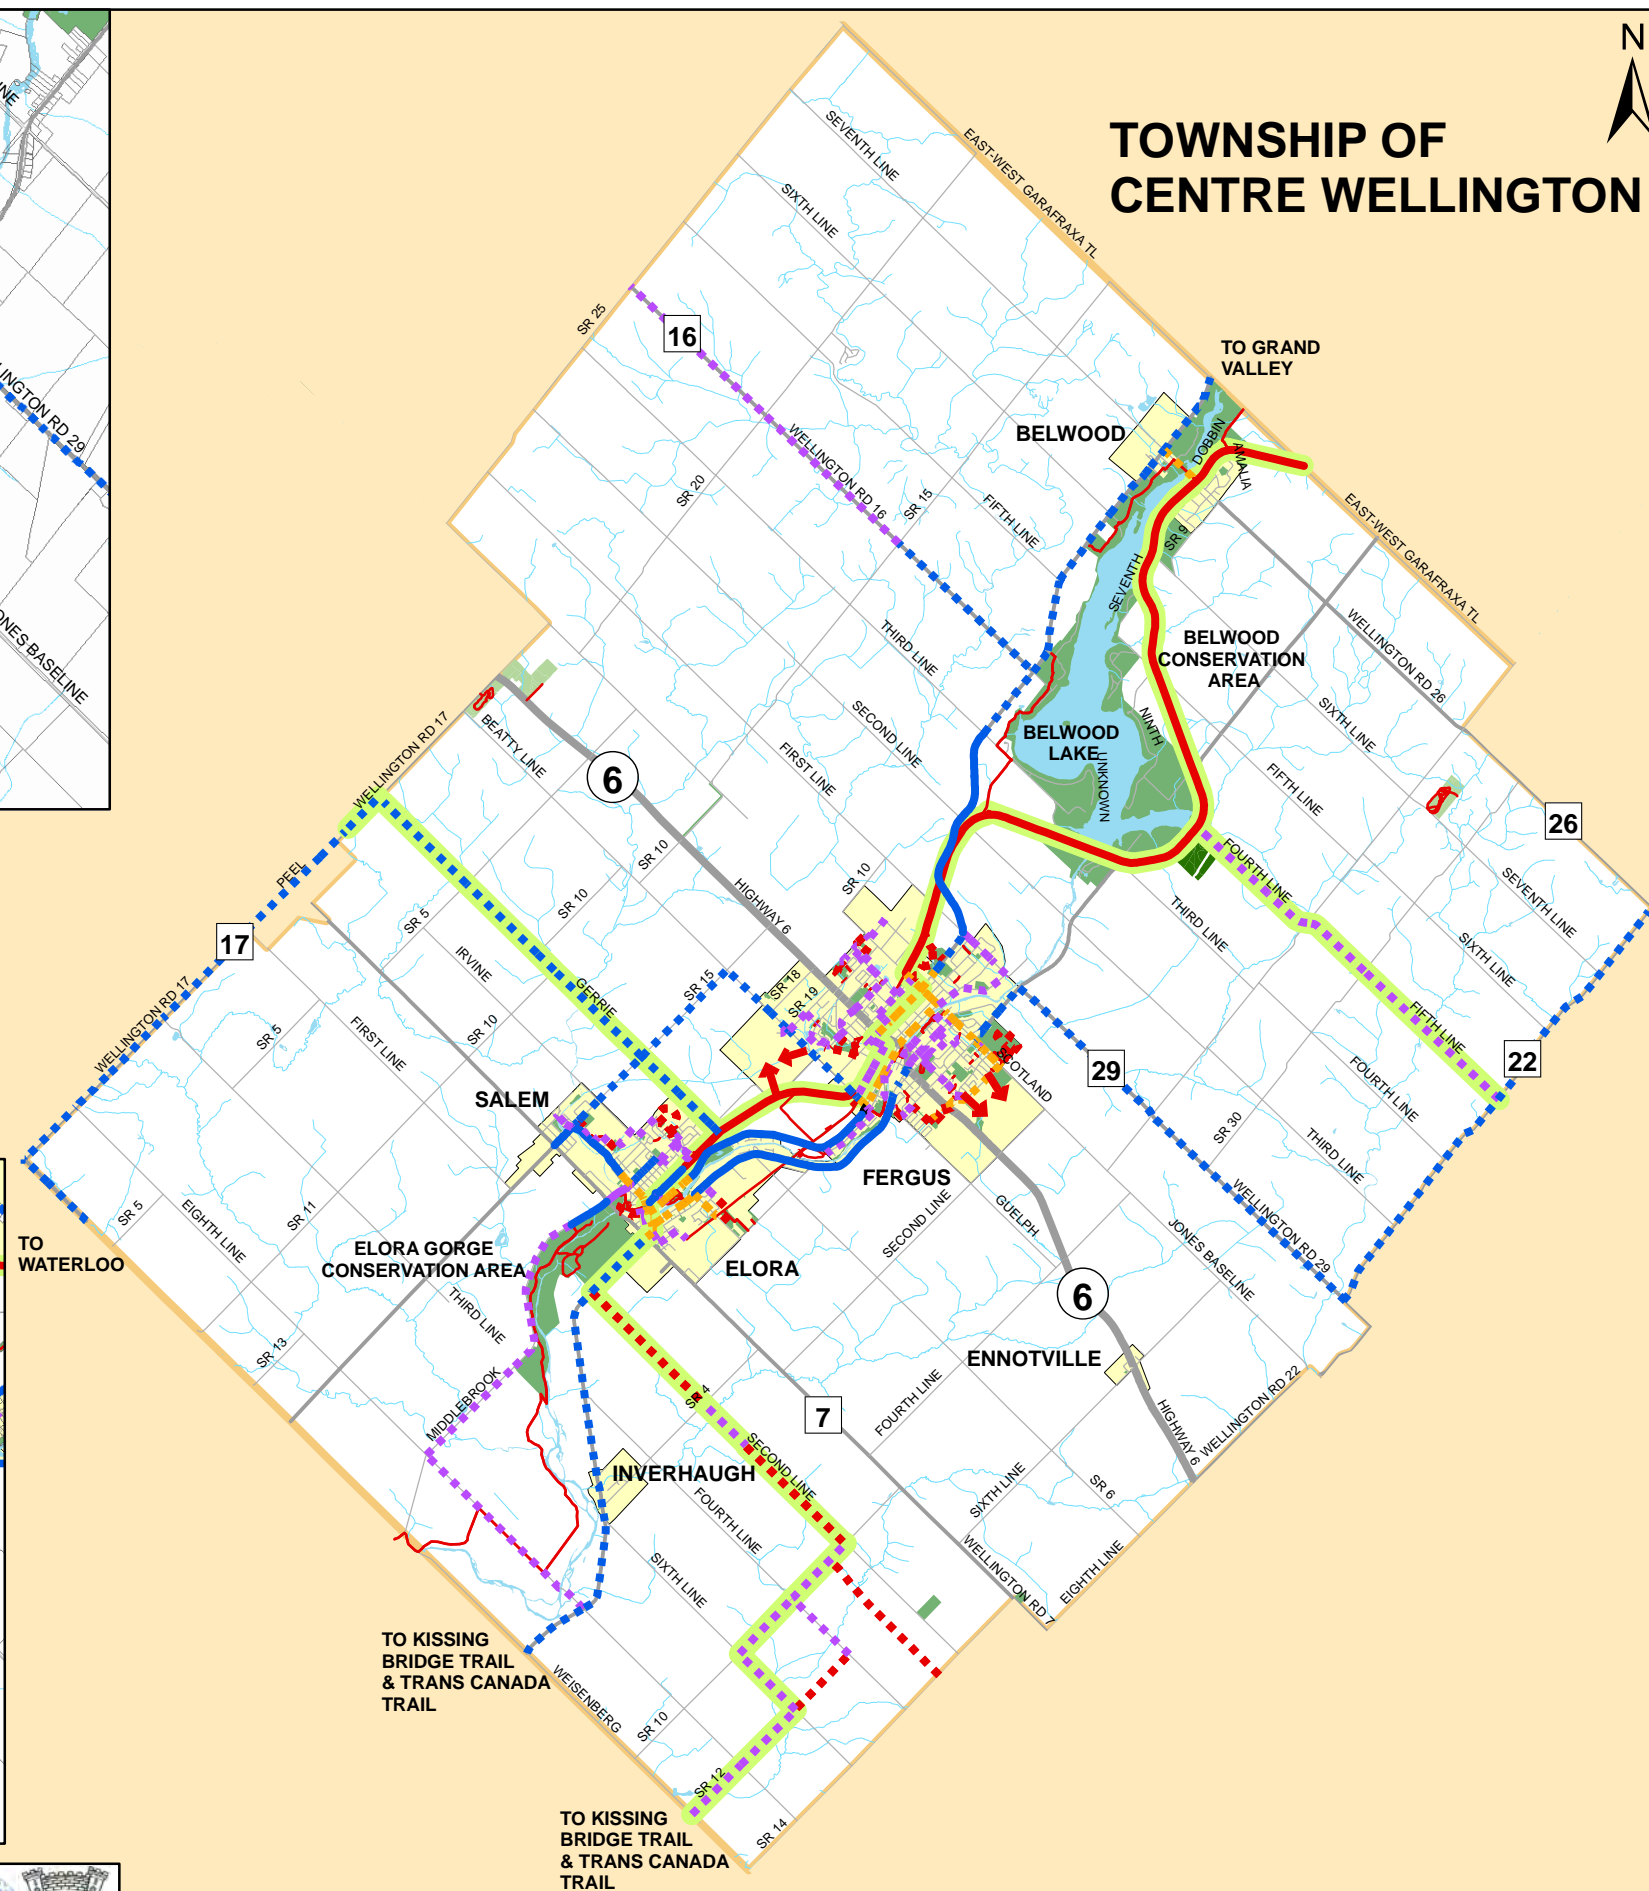 N
TOWNSHIP OF
CENTRE WELLINGTON
SEVENTH LINE
EAST-WEST GARAFRAXA TL
SIXTH LINE
SR 25
16
TO GRAND
VALLEY
BELWOOD
DOBBIN
AMALIA
WELLINGTON RD 16
SR 20
SR 15
FIFTH LINE
SR 9
EAST-WEST GARAFRAXA TL
SEVENTH
LINGTON RD 29
ONES BASELINE
THIRD LINE
BELWOOD
CONSERVATION
AREA
WELLINGTON RD 26
SIXTH LINE
WELLINGTON RD 17
BEATTY LINE
SECOND LINE
FIRST LINE
NINTH
BELWOOD
LAKE
UNKNOWN
6
FIFTH LINE
26
PEEL
SR 10
SR 10
HIGHWAY 6
FOURTH LINE
SEVENTH LINE
SR 5
SR 10
THIRD LINE
SIXTH LINE
17
IRVINE
GERRIE
SR 15
SR 18
SR 19
WELLINGTON RD 17
SR 5
FIRST LINE
SR 10
FIFTH LINE
22
29
SCOTLAND
FOURTH LINE
SALEM
SR 30
THIRD LINE
FERGUS
SR 5
EIGHTH LINE
SR 11
SECOND LINE
GUELPH
WELLINGTON RD 29
JONES BASELINE
TO
WATERLOO
ELORA GORGE
CONSERVATION AREA
ELORA
6
THIRD LINE
SR 13
ENNOTVILLE
MIDDLEBROOK
SR 4
7
FOURTH LINE
HIGHWAY 6
WELLINGTON RD 22
SECOND LINE
INVERHAUGH
FOURTH LINE
SIXTH LINE
SR 6
SIXTH LINE
WELLINGTON RD 7
EIGHTH LINE
TO KISSING
BRIDGE TRAIL
& TRANS CANADA
TRAIL
WEISENBERG
SR 10
SR 12
SR 14
TO KISSING
BRIDGE TRAIL
& TRANS CANADA
TRAIL